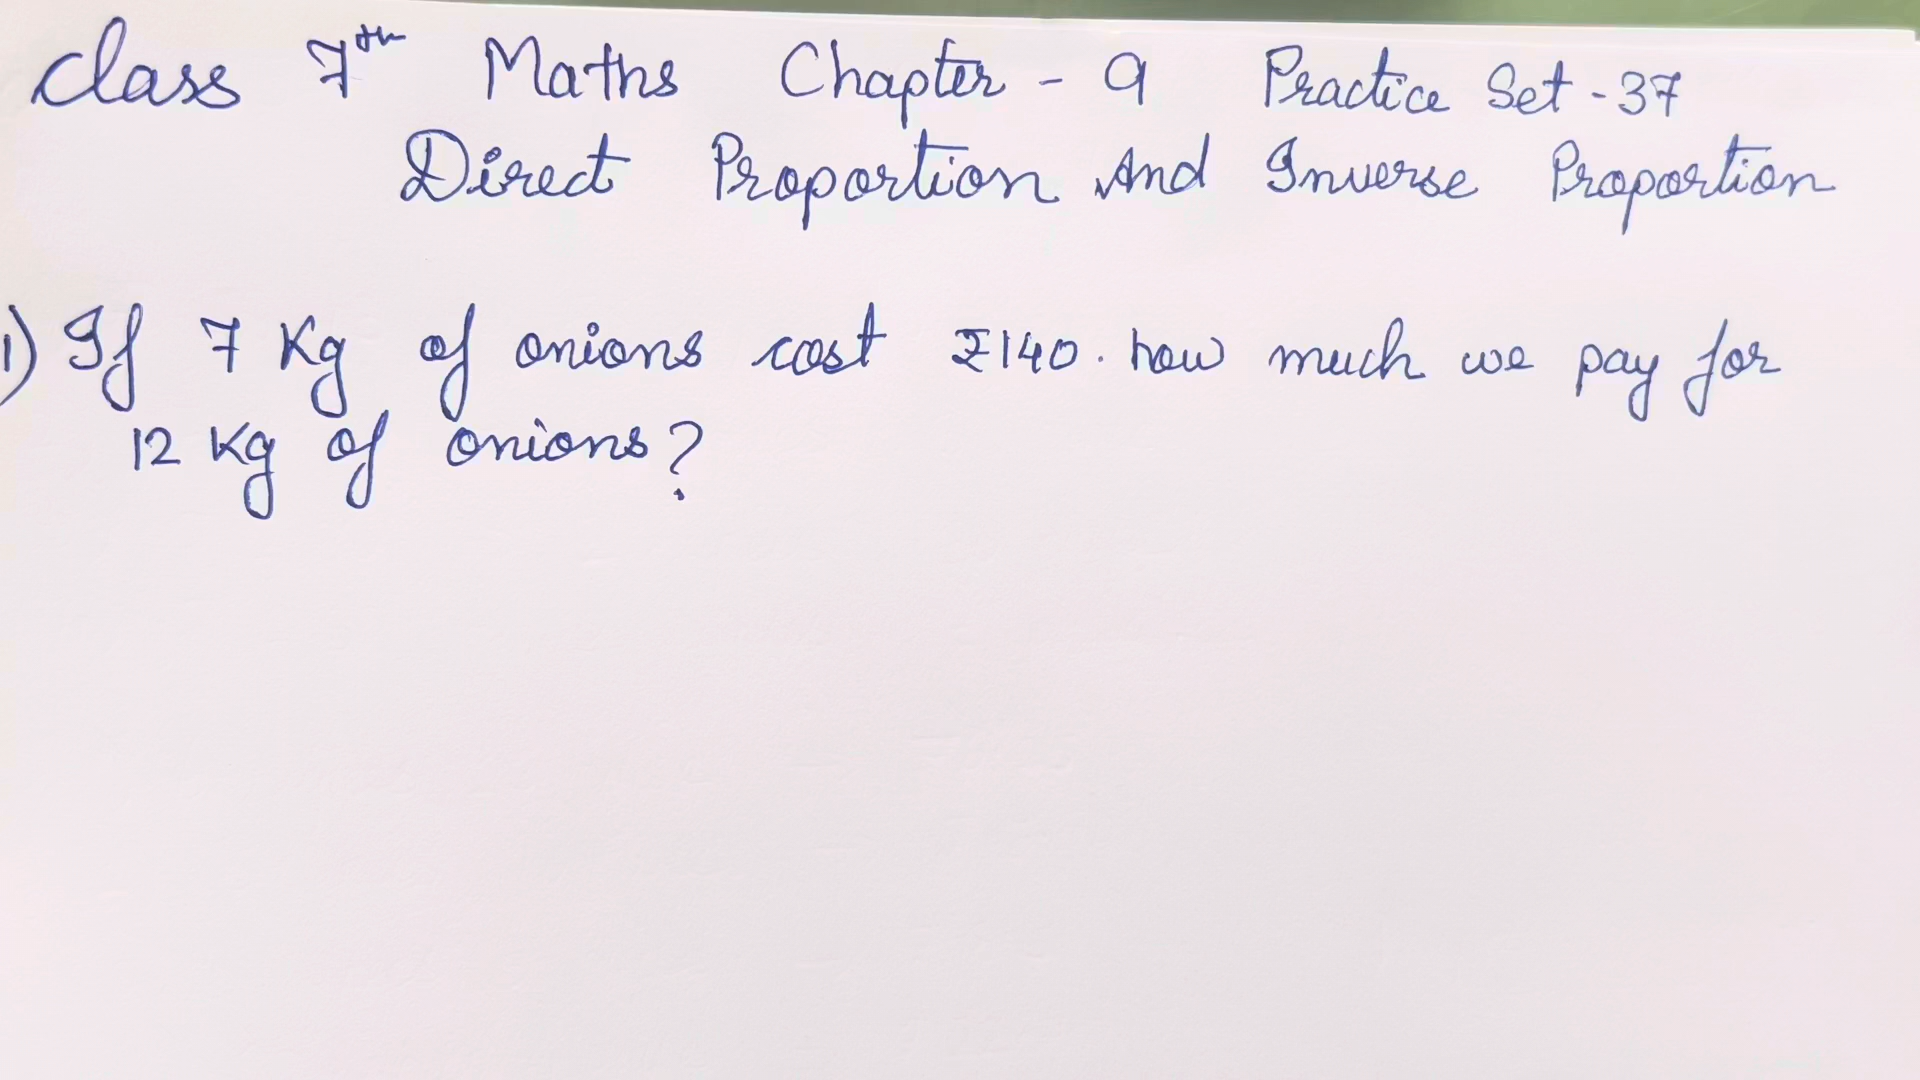 Class 7th Maths Chapter - 9 Practice Set - 37
Direct Proportion And Inverse Proportion
1) If 7 Kg of onions cost ₹140. how much we pay for
12 Kg of onions?